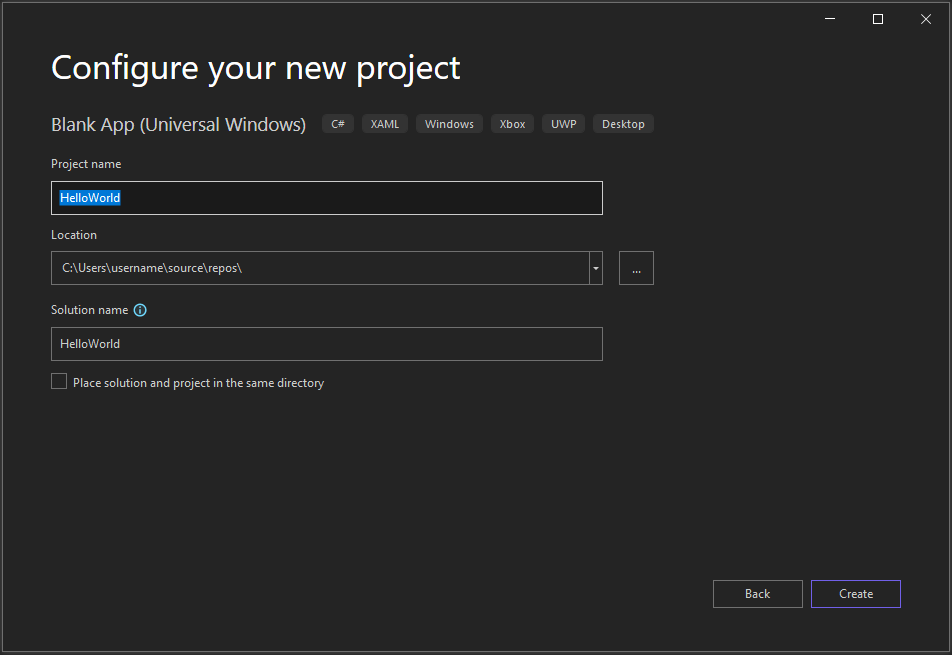 Configure your new project
Blank App (Universal Windows) C# XAML Windows Xbox UWP Desktop
Project name
HelloWorld
Location
C:\Users\username\source\repos\
...
Solution name
HelloWorld
Place solution and project in the same directory
Back Create